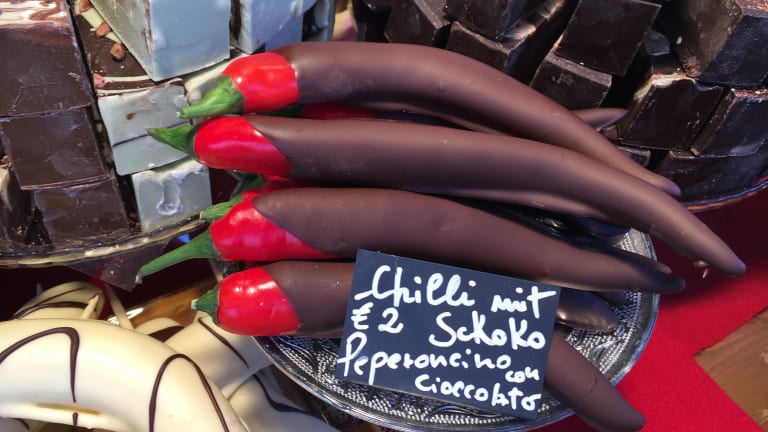 Chilli mit
€2 Schoko
Peperoncino con
cioccolato